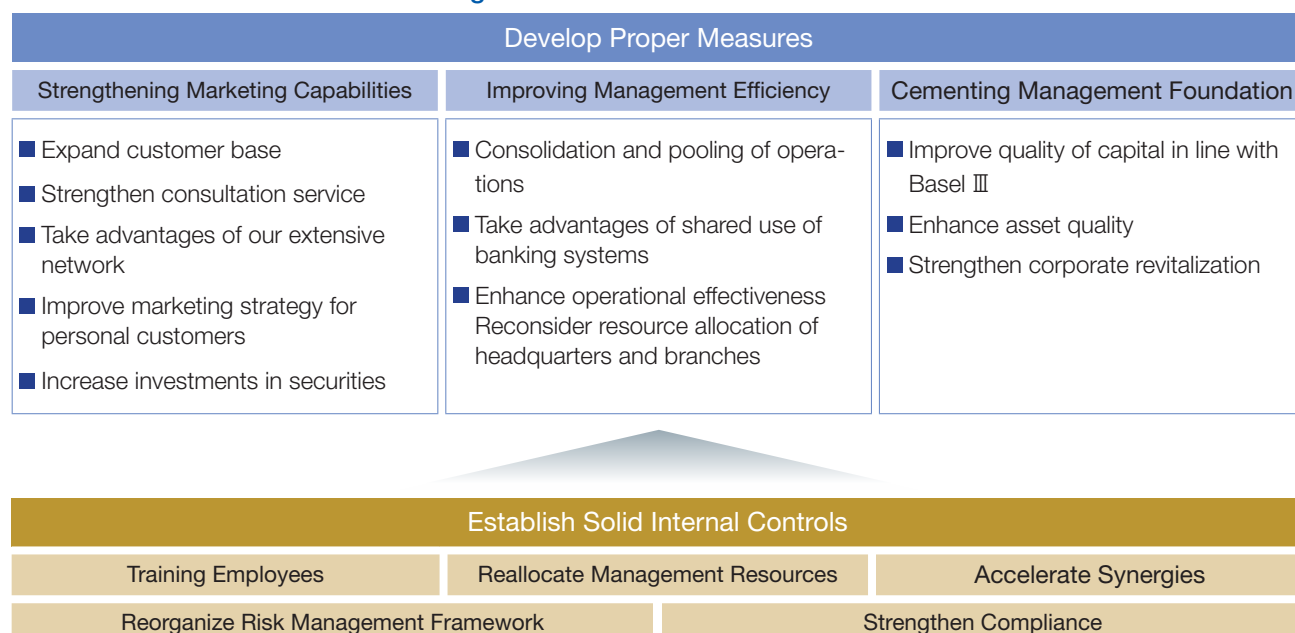 Develop Proper Measures
Strengthening Marketing Capabilities
Improving Management Efficiency
Cementing Management Foundation
■ Expand customer base
■ Strengthen consultation service
■ Take advantages of our extensive
network
■ Improve marketing strategy for
personal customers
■ Increase investments in securities
■ Consolidation and pooling of opera-
tions
■ Take advantages of shared use of
banking systems
■ Enhance operational effectiveness
Reconsider resource allocation of
headquarters and branches
■ Improve quality of capital in line with
Basel Ⅲ
■ Enhance asset quality
■ Strengthen corporate revitalization
Establish Solid Internal Controls
Training Employees
Reallocate Management Resources
Accelerate Synergies
Reorganize Risk Management Framework
Strengthen Compliance